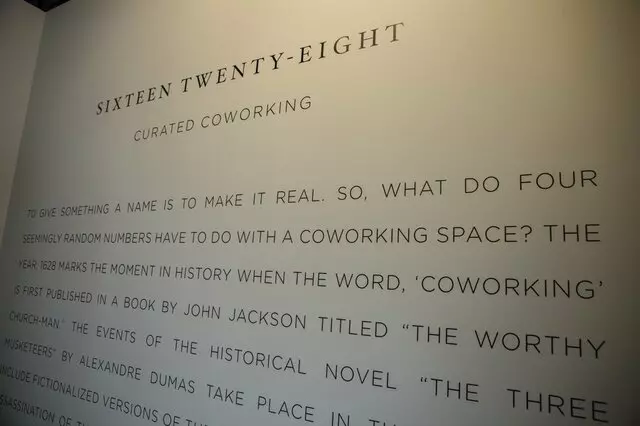 SIXTEEN TWENTY-EIGHT
CURATED COWORKING
TO GIVE SOMETHING A NAME IS TO MAKE IT REAL. SO, WHAT DO FOUR
SEEMINGLY RANDOM NUMBERS HAVE TO DO WITH A COWORKING SPACE? THE
YEAR 1628 MARKS THE MOMENT IN HISTORY WHEN THE WORD, ‘COWORKING’
IS FIRST PUBLISHED IN A BOOK BY JOHN JACKSON TITLED “THE WORTHY
CHURCH-MAN.” THE EVENTS OF THE HISTORICAL NOVEL “THE THREE
MUSKETEERS” BY ALEXANDRE DUMAS TAKE PLACE IN
INCLUDE FICTIONALIZED VERSIONS OF
OF